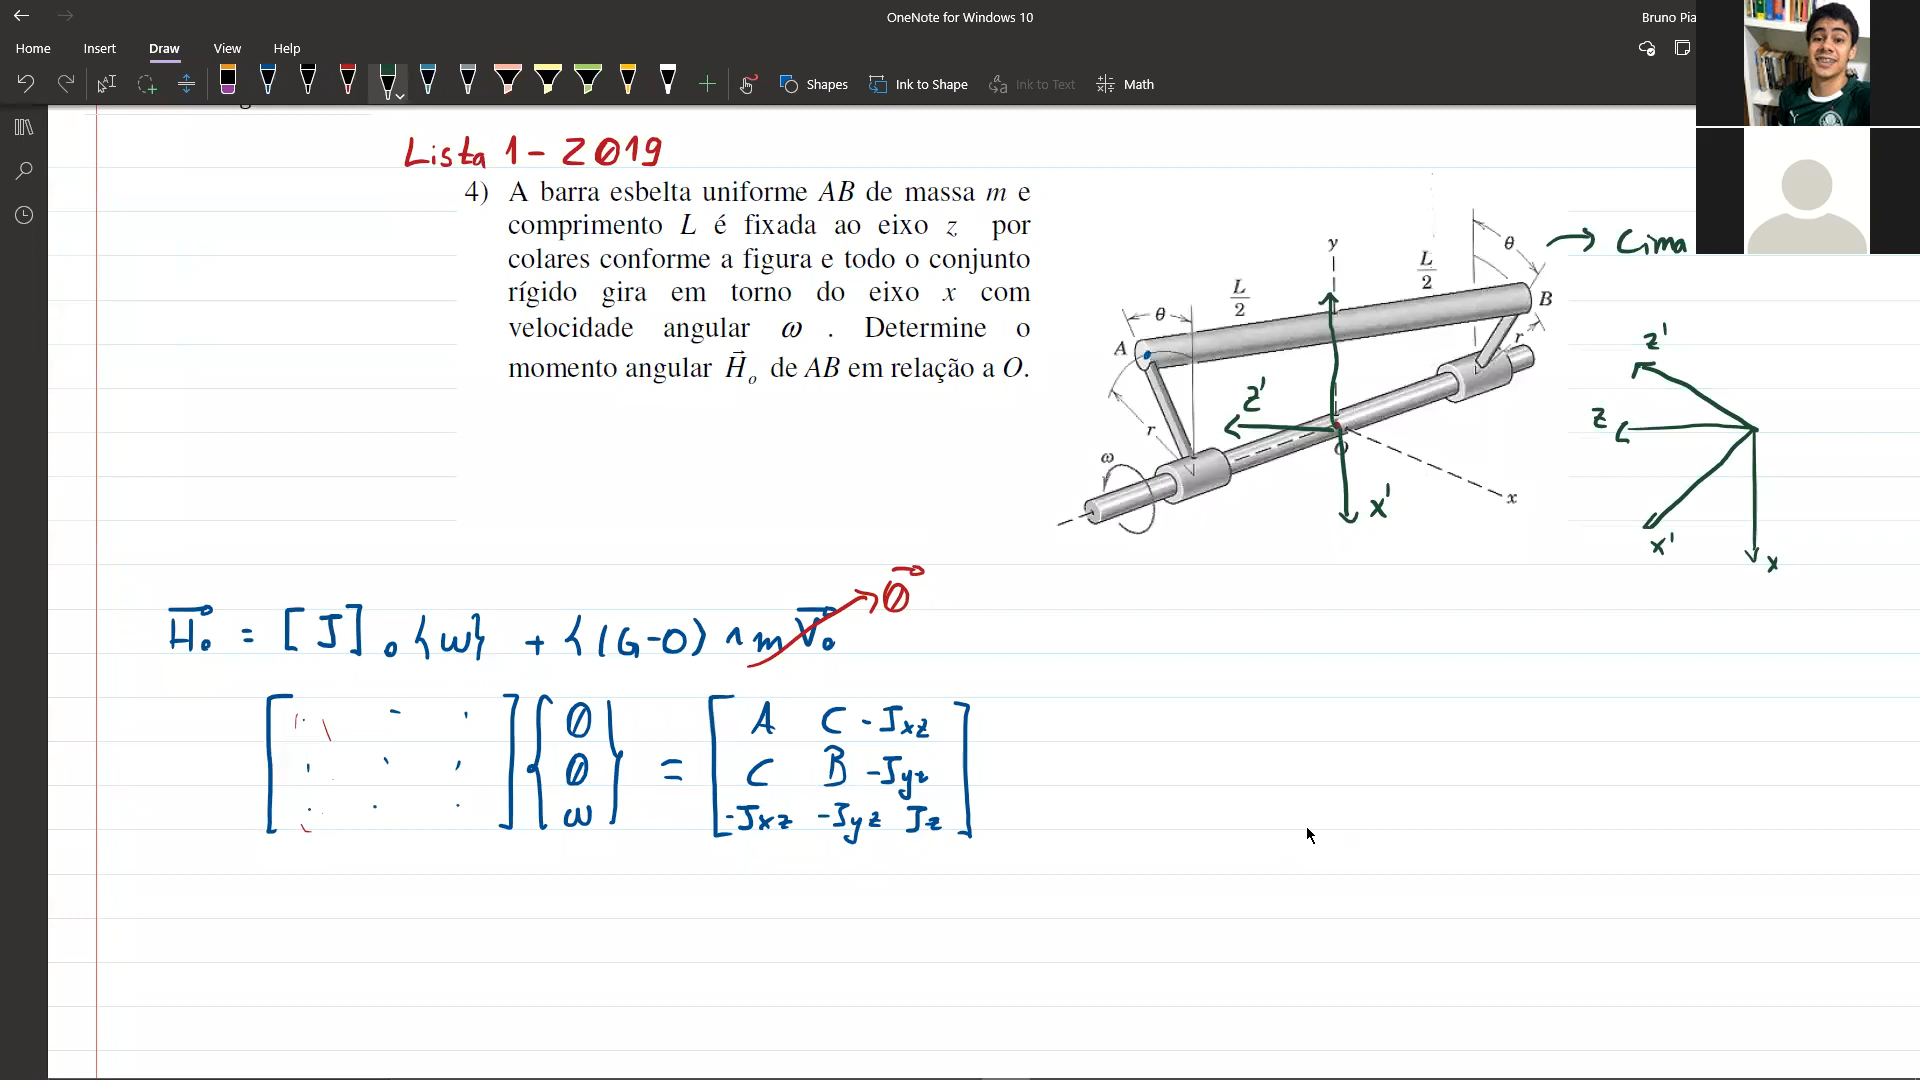 OneNote for Windows 10
Bruno Pia
Home Insert Draw View Help
Shapes Ink to Shape Ink to Text Math
Lista 1 - 2019
4) A barra esbelta uniforme AB de massa m e
comprimento L é fixada ao eixo z por
colares conforme a figura e todo o conjunto
rígido gira em torno do eixo x com
velocidade angular ω . Determine o
momento angular H⃗o de AB em relação a O.
y
θ
→ Cima
L/2
L/2
B
θ
r
A
z'
z'
z
r
ω
O
x
x'
x'
x
H⃗o = [J]o {ω} + {(G-O) ∧ m V⃗o → 0⃗
[ ] { 0 0 ω } = [ A C -Jxz
C B -Jyz
-Jxz -Jyz Jz ]